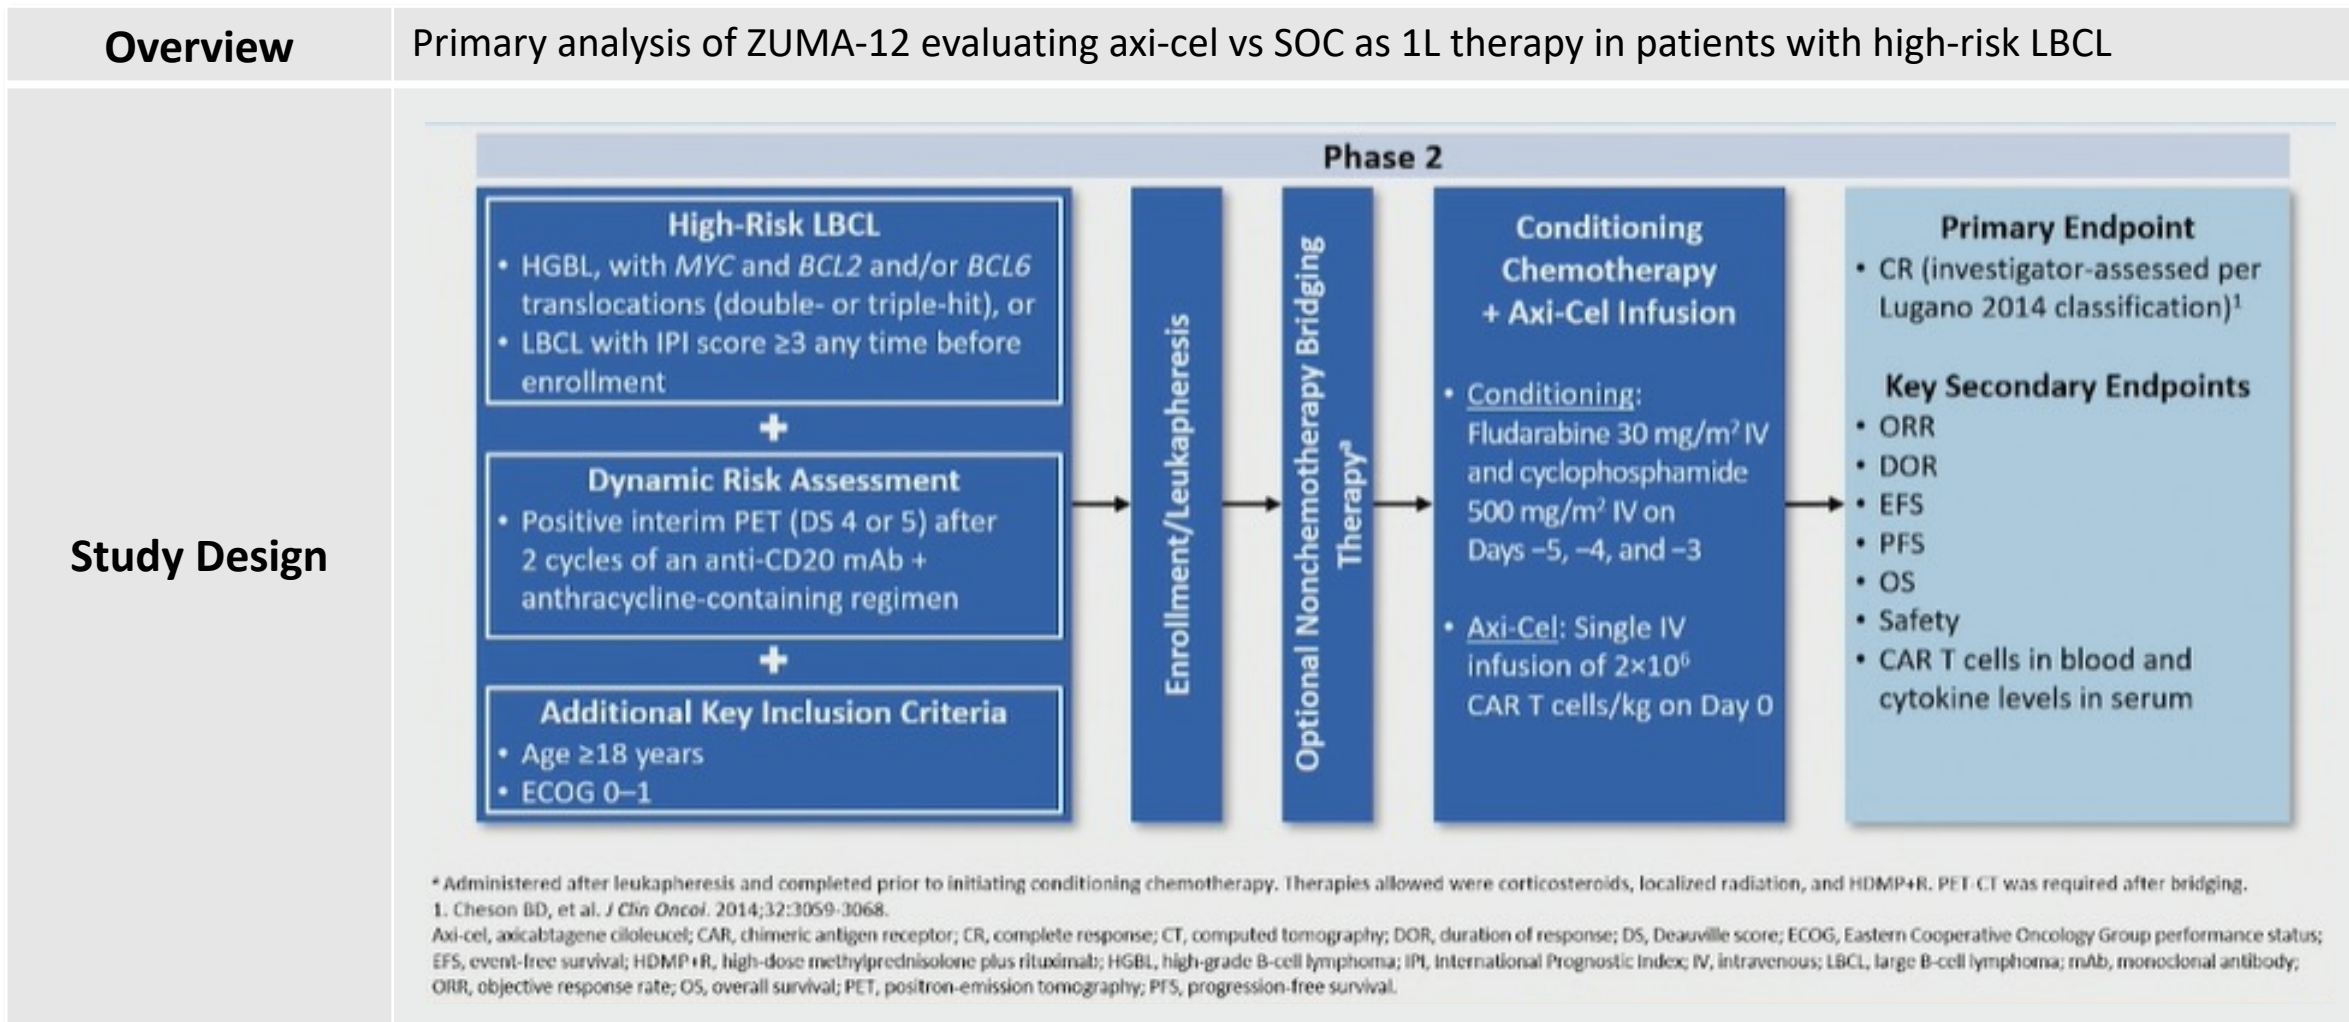 Overview
Primary analysis of ZUMA-12 evaluating axi-cel vs SOC as 1L therapy in patients with high-risk LBCL
Study Design
Phase 2
High-Risk LBCL
• HGBL, with MYC and BCL2 and/or BCL6
translocations (double- or triple-hit), or
• LBCL with IPI score ≥3 any time before
enrollment
+
Dynamic Risk Assessment
• Positive interim PET (DS 4 or 5) after
2 cycles of an anti-CD20 mAb +
anthracycline-containing regimen
+
Additional Key Inclusion Criteria
• Age ≥18 years
• ECOG 0–1
Enrollment/Leukapheresis
Optional Nonchemotherapy Bridging
Therapyᵃ
Conditioning
Chemotherapy
+ Axi-Cel Infusion
• Conditioning:
Fludarabine 30 mg/m² IV
and cyclophosphamide
500 mg/m² IV on
Days –5, –4, and –3
• Axi-Cel: Single IV
infusion of 2×10⁶
CAR T cells/kg on Day 0
Primary Endpoint
• CR (investigator-assessed per
Lugano 2014 classification)¹
Key Secondary Endpoints
• ORR
• DOR
• EFS
• PFS
• OS
• Safety
• CAR T cells in blood and
cytokine levels in serum
ᵃ Administered after leukapheresis and completed prior to initiating conditioning chemotherapy. Therapies allowed were corticosteroids, localized radiation, and HDMP+R. PET-CT was required after bridging.
1. Cheson BD, et al. J Clin Oncol. 2014;32:3059-3068.
Axi-cel, axicabtagene ciloleucel; CAR, chimeric antigen receptor; CR, complete response; CT, computed tomography; DOR, duration of response; DS, Deauville score; ECOG, Eastern Cooperative Oncology Group performance status;
EFS, event-free survival; HDMP+R, high-dose methylprednisolone plus rituximab; HGBL, high-grade B-cell lymphoma; IPI, International Prognostic Index; IV, intravenous; LBCL, large B-cell lymphoma; mAb, monoclonal antibody;
ORR, objective response rate; OS, overall survival; PET, positron-emission tomography; PFS, progression-free survival.